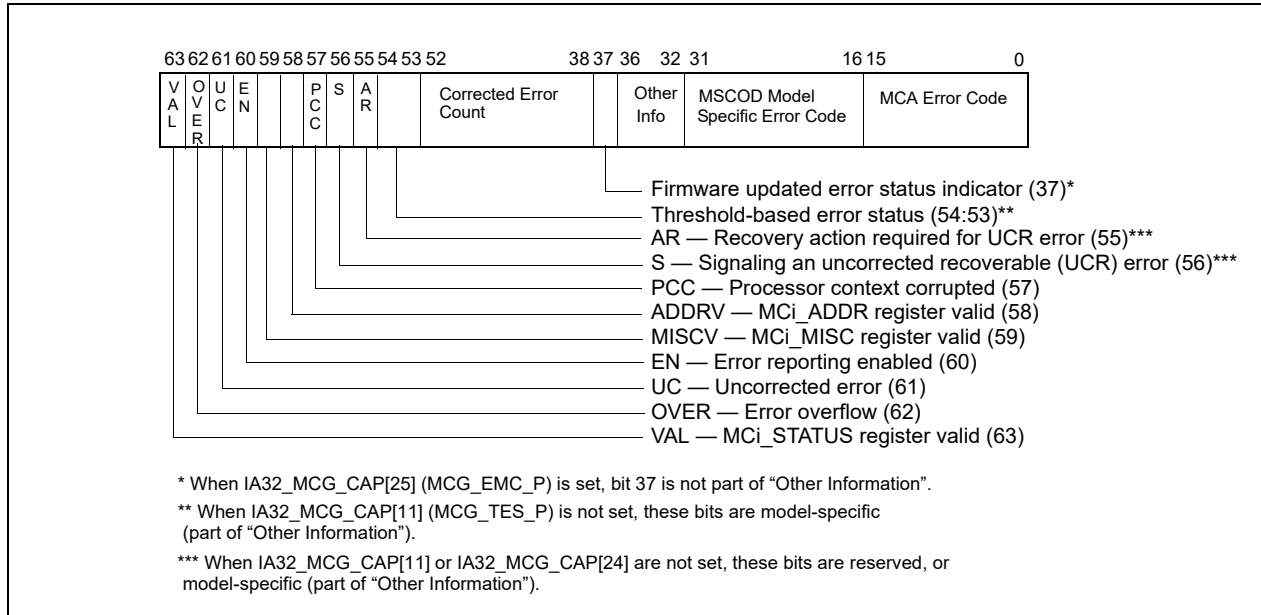 63 62 61 60 59 58 57 56 55 54 53 52 38 37 36 32 31 16 15 0
VAL OVER UC EN PCC S AR Corrected Error Count Other Info MSCOD Model Specific Error Code MCA Error Code
Firmware updated error status indicator (37)*
Threshold-based error status (54:53)**
AR — Recovery action required for UCR error (55)***
S — Signaling an uncorrected recoverable (UCR) error (56)***
PCC — Processor context corrupted (57)
ADDRV — MCi_ADDR register valid (58)
MISCV — MCi_MISC register valid (59)
EN — Error reporting enabled (60)
UC — Uncorrected error (61)
OVER — Error overflow (62)
VAL — MCi_STATUS register valid (63)
* When IA32_MCG_CAP[25] (MCG_EMC_P) is set, bit 37 is not part of “Other Information”.
** When IA32_MCG_CAP[11] (MCG_TES_P) is not set, these bits are model-specific
(part of “Other Information”).
*** When IA32_MCG_CAP[11] or IA32_MCG_CAP[24] are not set, these bits are reserved, or
model-specific (part of “Other Information”).